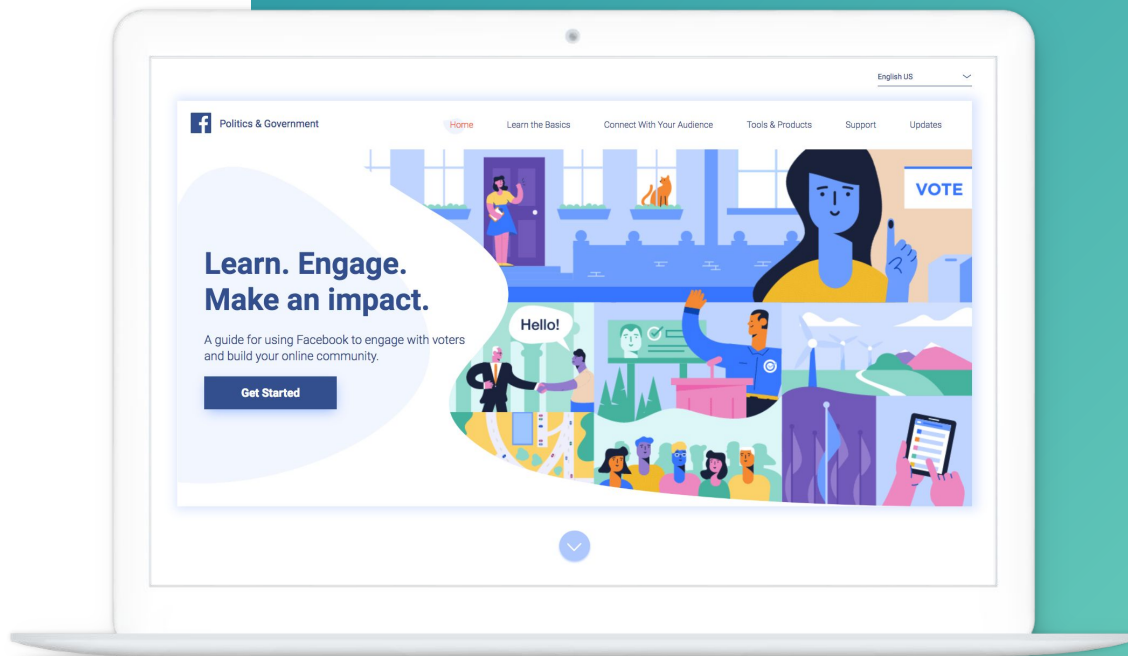 English US
Politics & Government
Home
Learn the Basics
Connect With Your Audience
Tools & Products
Support
Updates
VOTE
Learn. Engage.
Make an impact.
Hello!
A guide for using Facebook to engage with voters
and build your online community.
Get Started